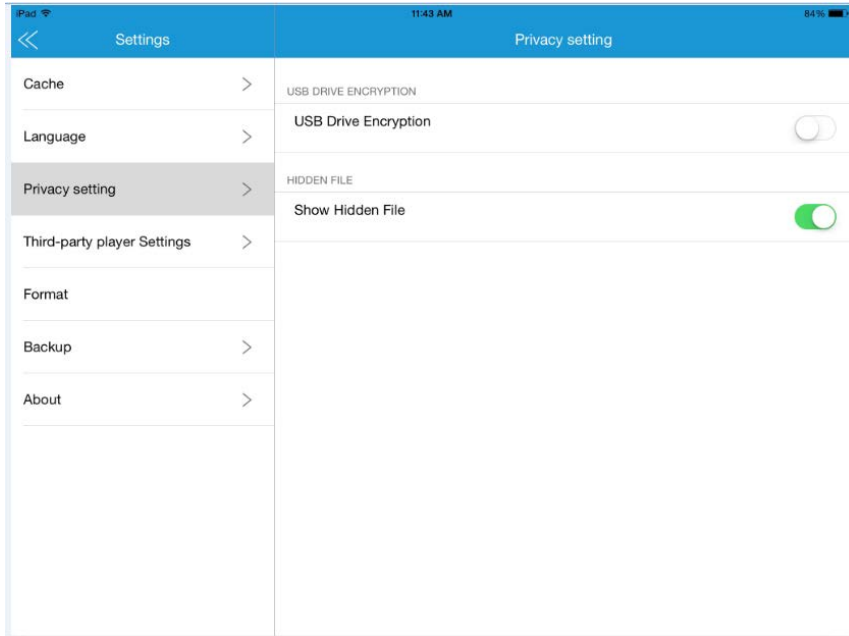 iPad
11:43 AM
84%
Settings
Privacy setting
Cache
Language
Privacy setting
Third-party player Settings
Format
Backup
About
USB DRIVE ENCRYPTION
USB Drive Encryption
HIDDEN FILE
Show Hidden File